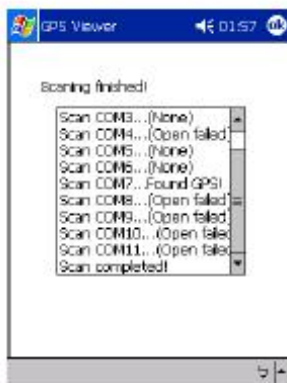 GPS Viewer 01:57 ok
Scaning finished!
Scan COM3...(None)
Scan COM4...(Open failed)
Scan COM5...(None)
Scan COM6...(None)
Scan COM7...Found GPS!
Scan COM8...(Open failed)
Scan COM9...(Open failed)
Scan COM10...(Open failed
Scan COM11...(Open failed
Scan completed!